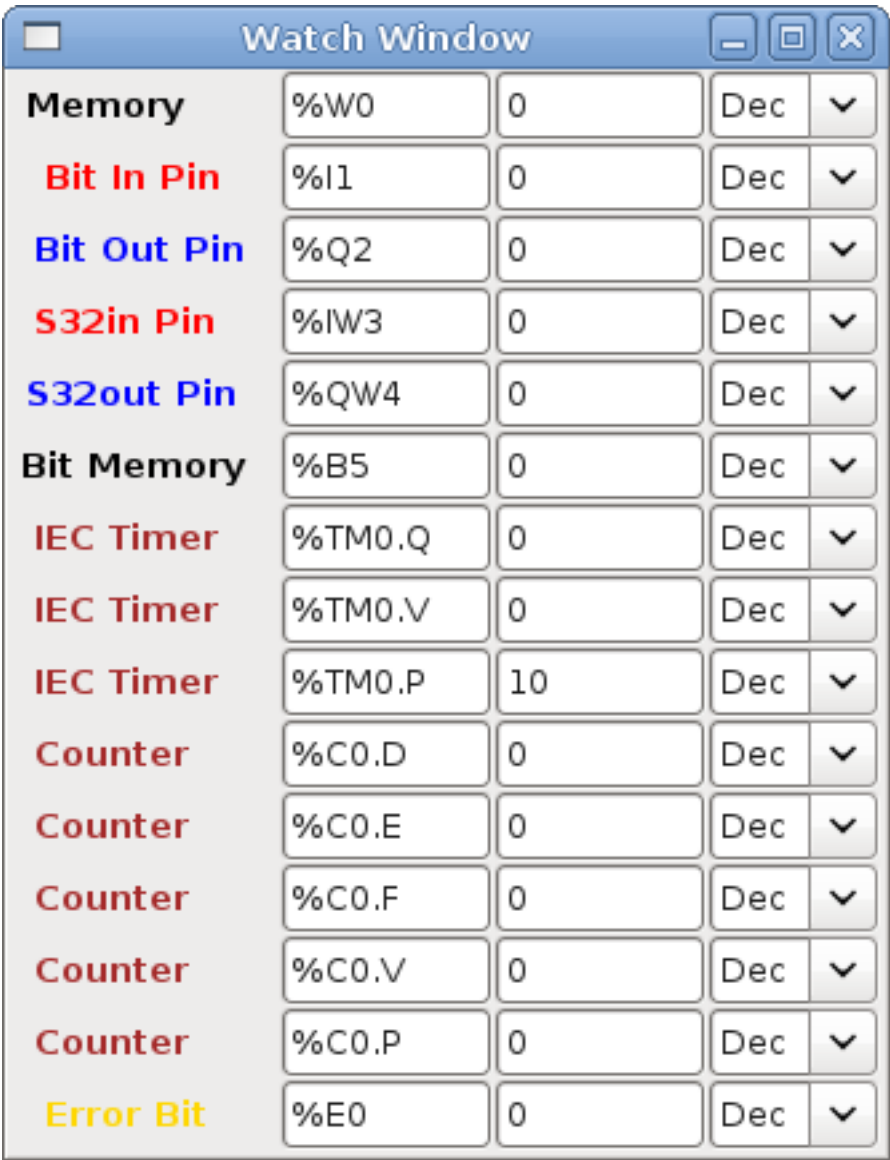 Watch Window
Memory %W0 0 Dec
Bit In Pin %I1 0 Dec
Bit Out Pin %Q2 0 Dec
S32in Pin %IW3 0 Dec
S32out Pin %QW4 0 Dec
Bit Memory %B5 0 Dec
IEC Timer %TM0.Q 0 Dec
IEC Timer %TM0.V 0 Dec
IEC Timer %TM0.P 10 Dec
Counter %C0.D 0 Dec
Counter %C0.E 0 Dec
Counter %C0.F 0 Dec
Counter %C0.V 0 Dec
Counter %C0.P 0 Dec
Error Bit %E0 0 Dec